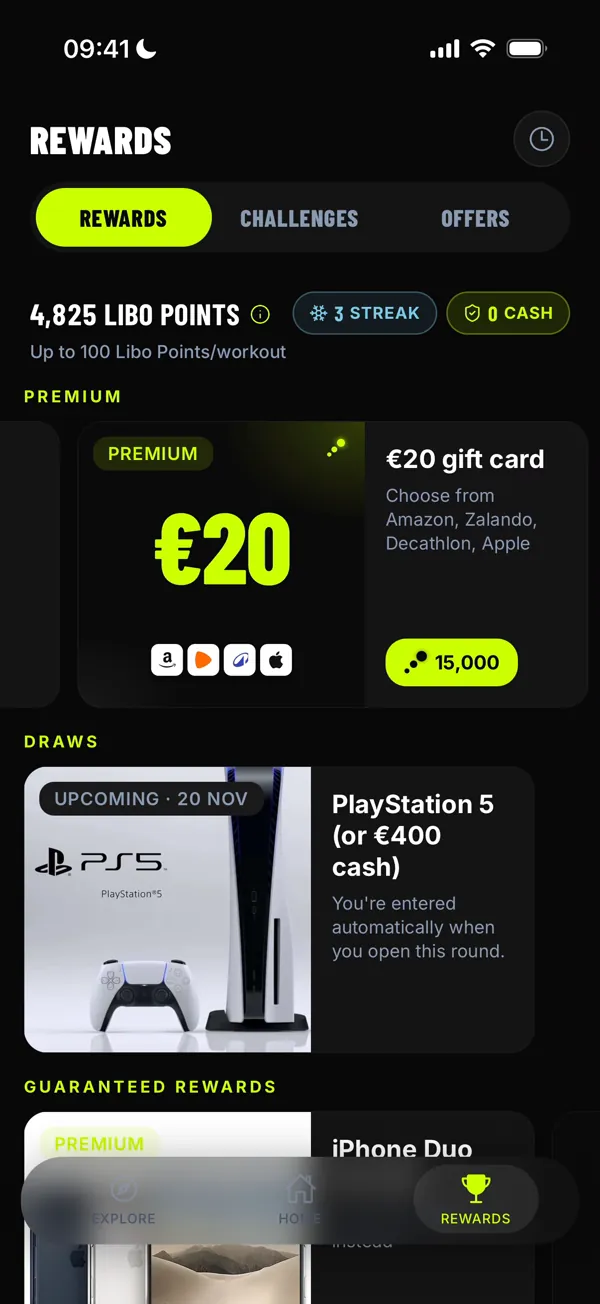 09:41
REWARDS
REWARDS
CHALLENGES
OFFERS
4,825 LIBO POINTS
3 STREAK
0 CASH
Up to 100 Libo Points/workout
PREMIUM
PREMIUM
€20
a
€20 gift card
Choose from
Amazon, Zalando,
Decathlon, Apple
15,000
DRAWS
UPCOMING · 20 NOV
PS5
PlayStation®5
PlayStation 5
(or €400
cash)
You're entered
automatically when
you open this round.
GUARANTEED REWARDS
PREMIUM
iPhone Duo
instead
EXPLORE
HOME
REWARDS